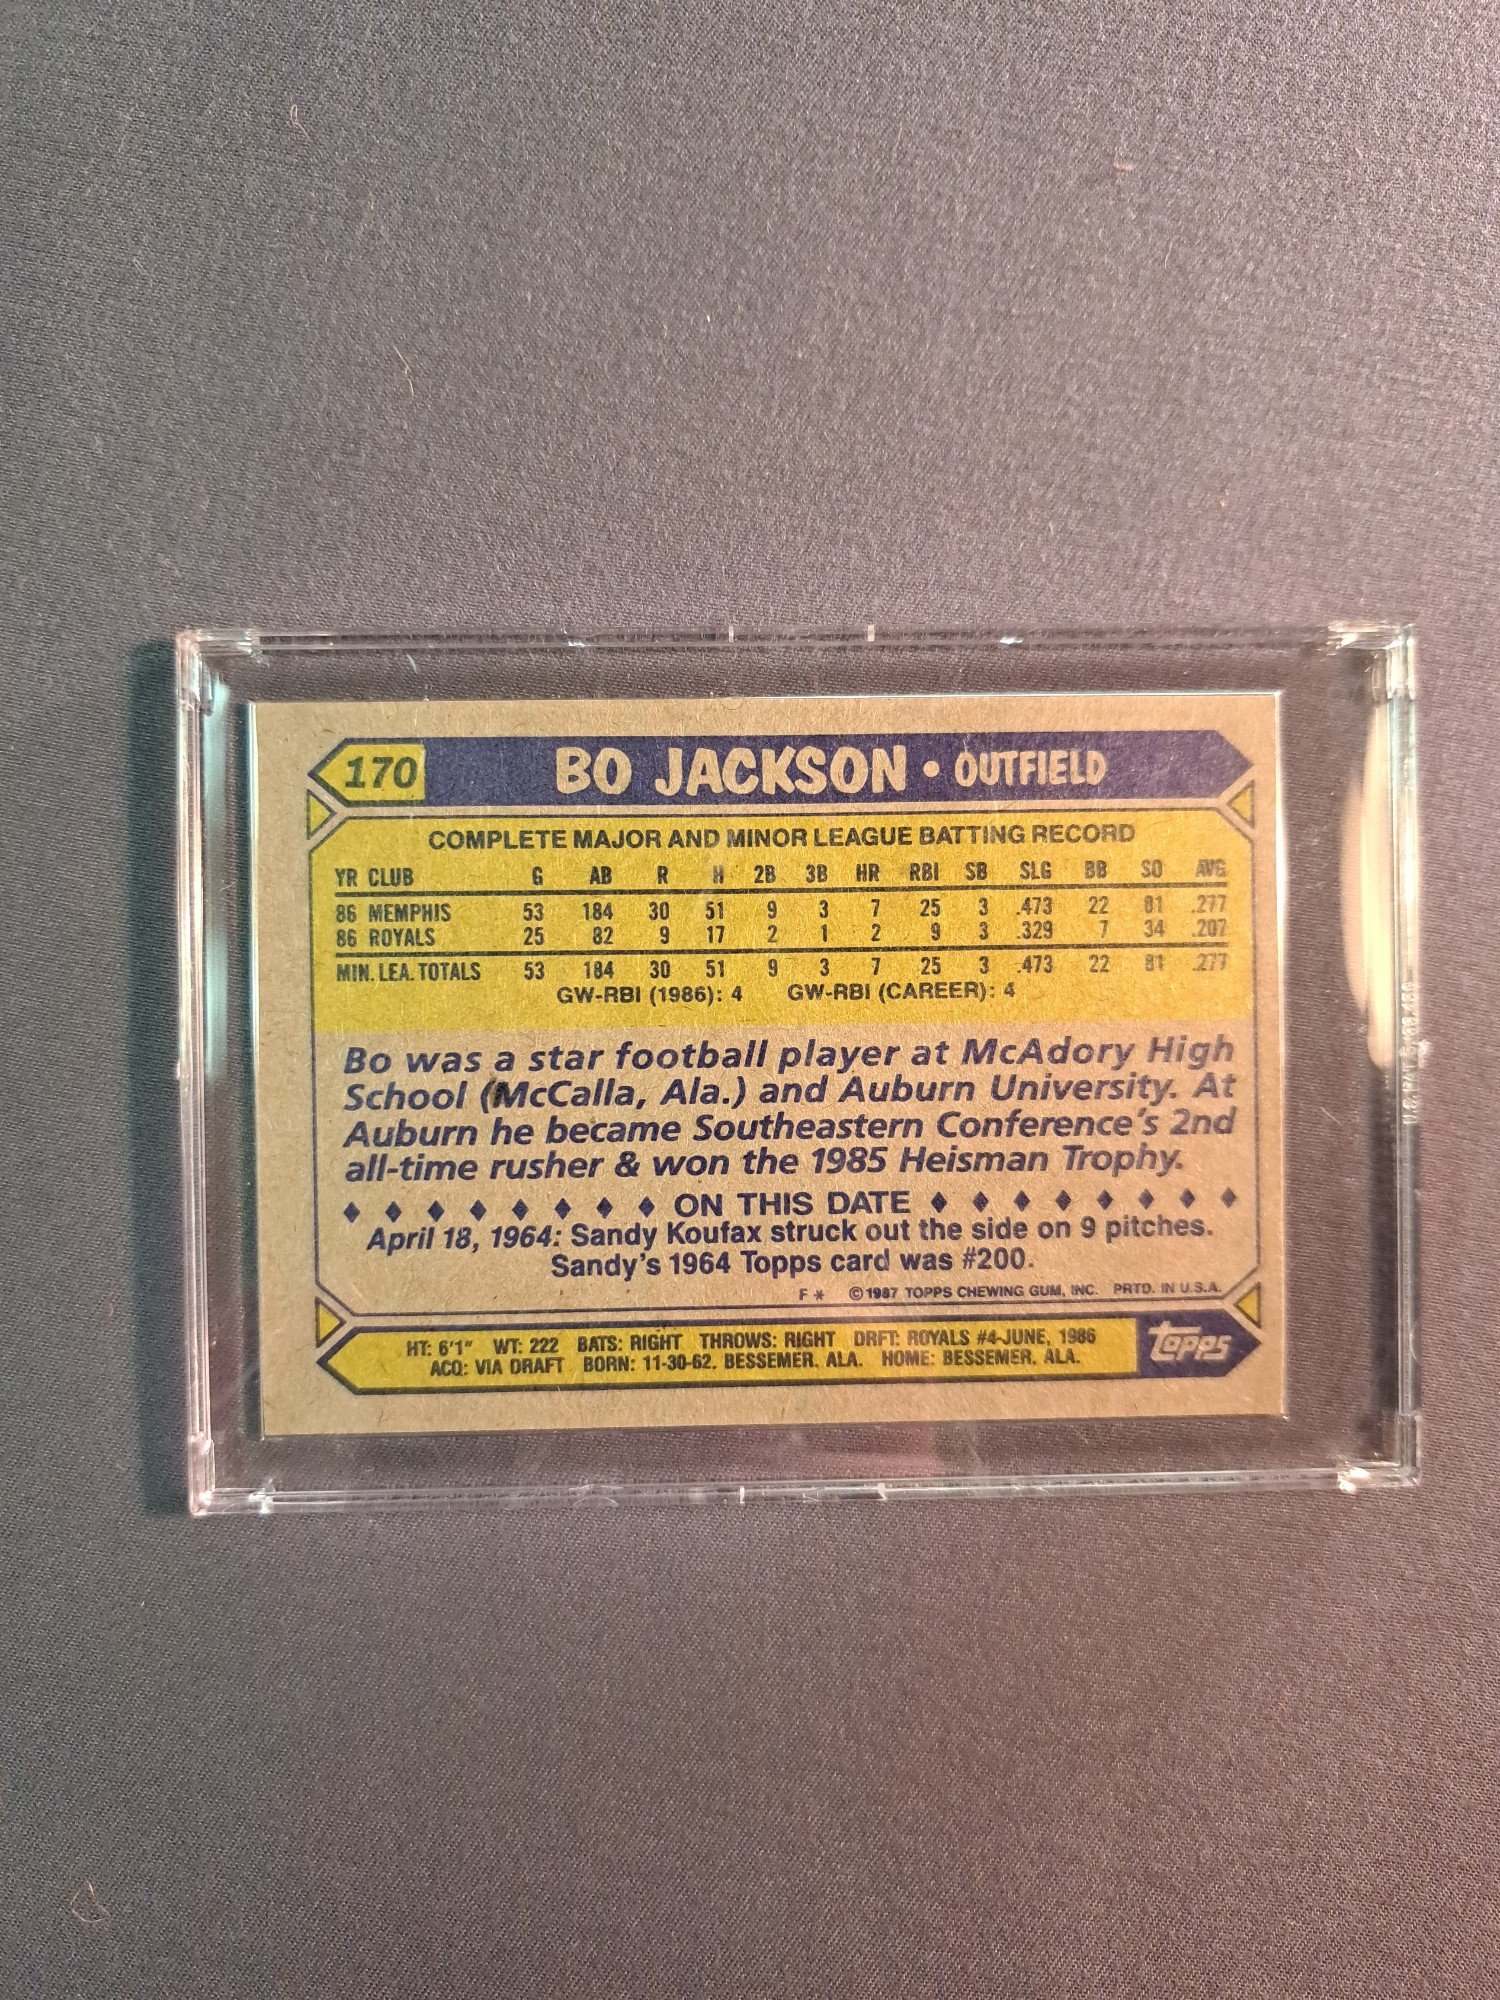 170 BO JACKSON • OUTFIELD
COMPLETE MAJOR AND MINOR LEAGUE BATTING RECORD
YR CLUB G AB R H 2B 3B HR RBI SB SLG BB SO AVG
86 MEMPHIS 53 184 30 51 9 3 7 25 3 .473 22 81 .277
86 ROYALS 25 82 9 17 2 1 2 9 3 .329 7 34 .207
MIN. LEA. TOTALS 53 184 30 51 9 3 7 25 3 .473 22 81 .277
GW-RBI (1986): 4 GW-RBI (CAREER): 4
Bo was a star football player at McAdory High
School (McCalla, Ala.) and Auburn University. At
Auburn he became Southeastern Conference's 2nd
all-time rusher & won the 1985 Heisman Trophy.
♦ ♦ ♦ ♦ ♦ ♦ ♦ ♦ ON THIS DATE ♦ ♦ ♦ ♦ ♦ ♦ ♦ ♦
April 18, 1964: Sandy Koufax struck out the side on 9 pitches.
Sandy's 1964 Topps card was #200.
F * © 1987 TOPPS CHEWING GUM, INC. PRTD. IN U.S.A.
HT: 6'1" WT: 222 BATS: RIGHT THROWS: RIGHT DRFT: ROYALS #4-JUNE, 1986
ACQ: VIA DRAFT BORN: 11-30-62, BESSEMER, ALA. HOME: BESSEMER, ALA.
TOPPS